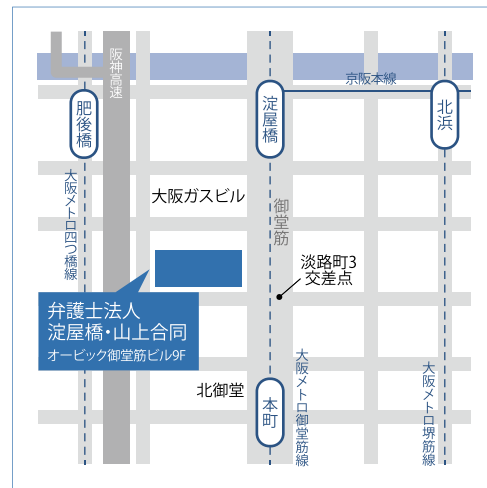 阪神高速
京阪本線
肥後橋
淀屋橋
北浜
大阪ガスビル
御堂筋
大阪メトロ四つ橋線
淡路町3
交差点
弁護士法人
淀屋橋・山上合同
オービック御堂筋ビル9F
北御堂
本町
大阪メトロ御堂筋線
大阪メトロ堺筋線